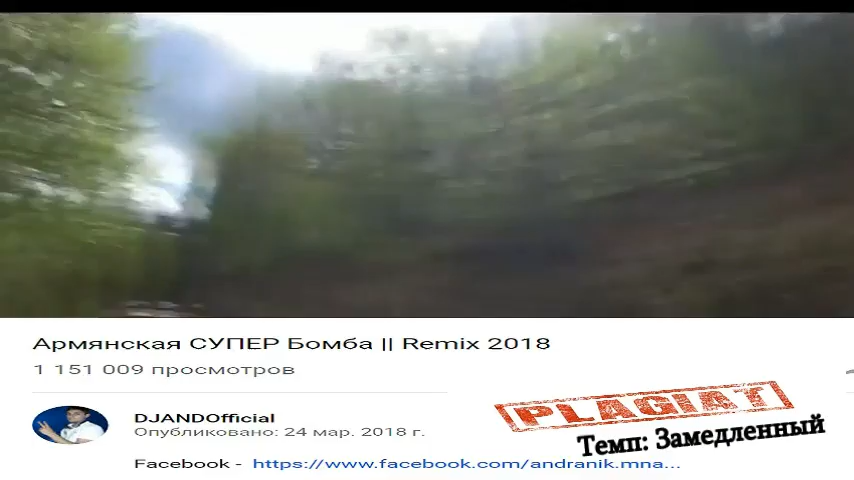 Армянская СУПЕР Бомба || Remix 2018
1 151 009 просмотров
DJANDOfficial
Опубликовано: 24 мар. 2018 г.
Facebook - https://www.facebook.com/andranik.mna...
PLAGIAT
Темп: Замедленный